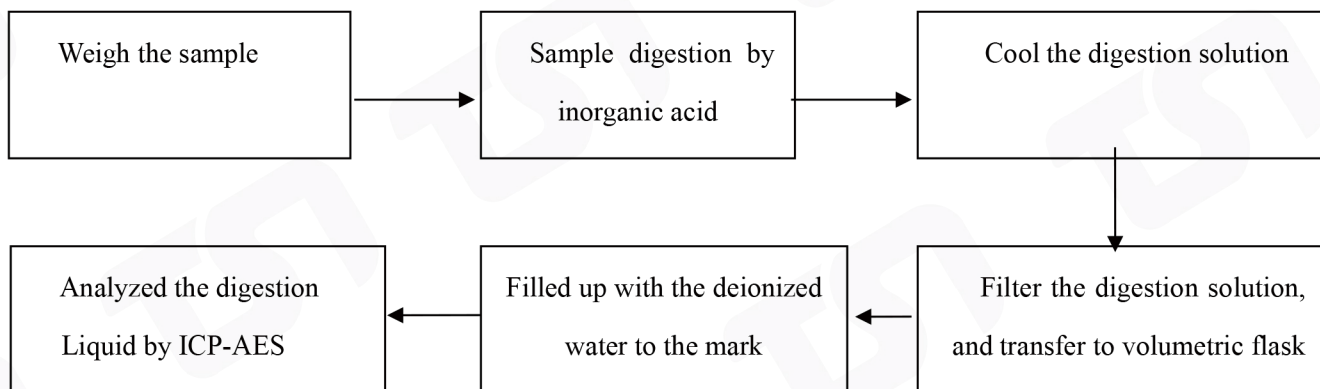 Weigh the sample
Sample digestion by
inorganic acid
Cool the digestion solution
Filter the digestion solution,
and transfer to volumetric flask
Filled up with the deionized
water to the mark
Analyzed the digestion
Liquid by ICP-AES